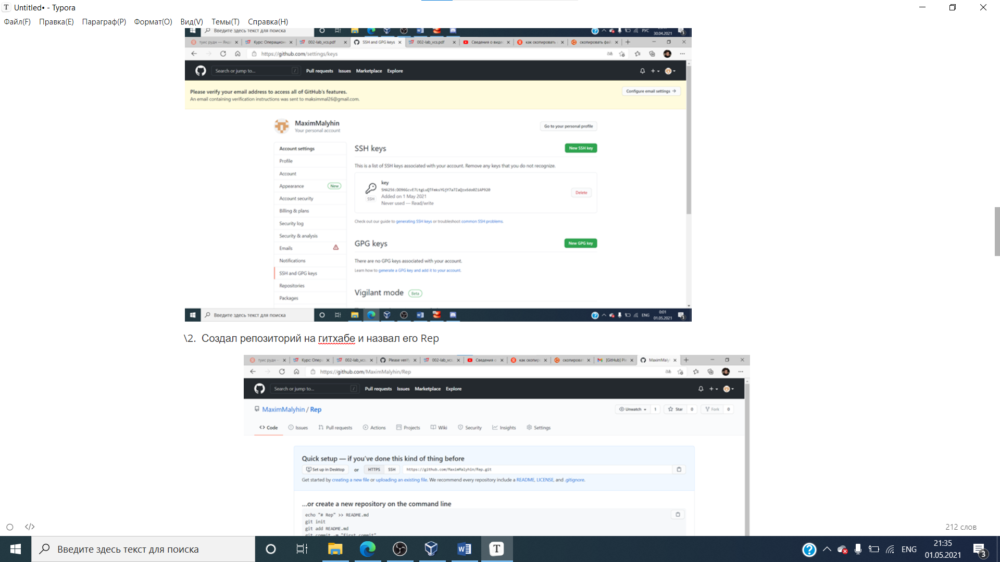 Untitled• - Typora
Файл(F) Правка(E) Параграф(P) Формат(O) Вид(V) Темы(T) Справка(H)
Введите здесь текст для поиска РУС 30.04.2021
туис руди — Янд Курс: Операцион 002-lab_vcs.pdf SSH and GPG keys 002-lab_vcs.pdf Сведения о виде как скопировать скопировать фай
https://github.com/settings/keys
Search or jump to... / Pull requests Issues Marketplace Explore
Please verify your email address to access all of GitHub's features.
An email containing verification instructions was sent to maksimmal26@gmail.com.
Configure email settings →
MaximMalyhin
Your personal account
Go to your personal profile
Account settings
Profile
Account
Appearance New
Account security
Billing & plans
Security log
Security & analysis
Emails
Notifications
SSH and GPG keys
Repositories
Packages
SSH keys New SSH key
This is a list of SSH keys associated with your account. Remove any keys that you do not recognize.
key
SSH
Added on 1 May 2021
Never used — Read/write
Delete
Check out our guide to generating SSH keys or troubleshoot common SSH problems.
GPG keys New GPG key
There are no GPG keys associated with your account.
Learn how to generate a GPG key and add it to your account.
Vigilant mode Beta
Введите здесь текст для поиска ENG 0:01 01.05.2021
\2. Создал репозиторий на гитхабе и назвал его Rep
туис руди Курс: Опер 002-lab_vcs. Please verify 002-lab_vc Сведения о как скопир скопироват [GitHub] Pl MaximMaly
https://github.com/MaximMalyhin/Rep
Search or jump to... / Pull requests Issues Marketplace Explore
MaximMalyhin / Rep
Unwatch 1 Star 0 Fork 0
Code Issues Pull requests Actions Projects Wiki Security Insights Settings
Quick setup — if you've done this kind of thing before
Set up in Desktop or HTTPS SSH https://github.com/MaximMalyhin/Rep.git
Get started by creating a new file or uploading an existing file. We recommend every repository include a README, LICENSE, and .gitignore.
...or create a new repository on the command line
echo "# Rep" >> README.md
git init
git add README.md
git commit -m "first commit"
</> 212 слов
Введите здесь текст для поиска
ENG
21:35
01.05.2021
3